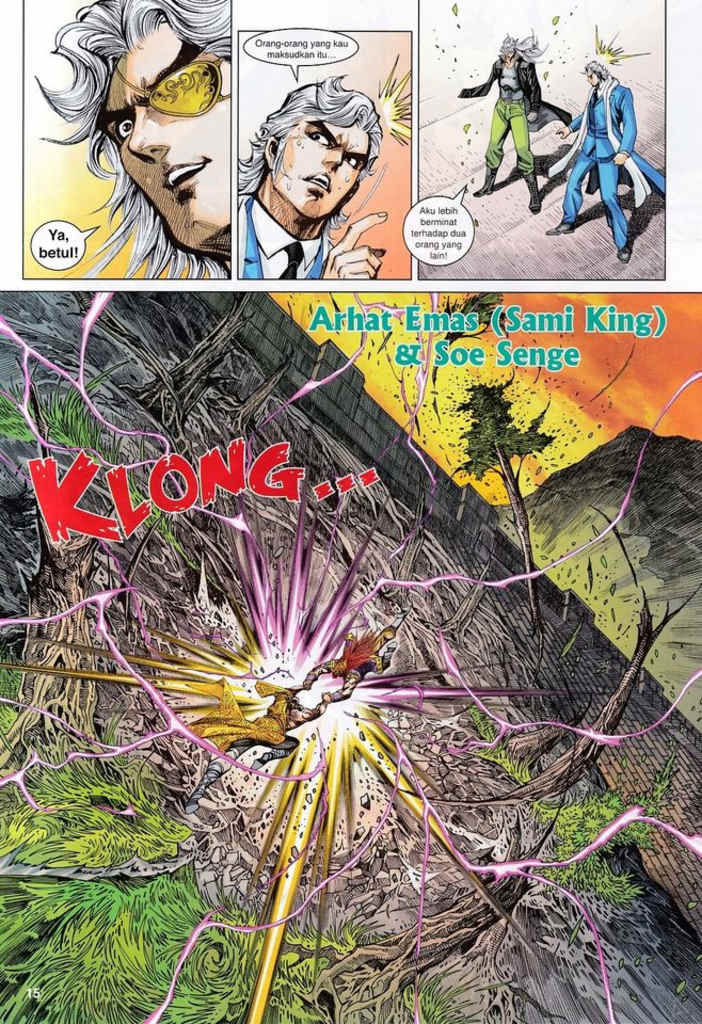 Ya,
betul!
Orang-orang yang kau
maksudkan itu...
Aku lebih
berminat
terhadap dua
orang yang
lain!
Arhat Emas (Sami King)
& Soe Senge
KLONG...
15